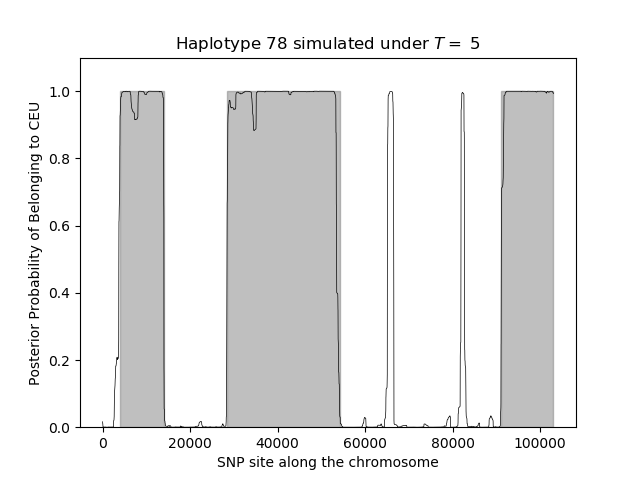 Haplotype 78 simulated under T = 5
Posterior Probability of Belonging to CEU
1.0
0.8
0.6
0.4
0.2
0.0
0 20000 40000 60000 80000 100000
SNP site along the chromosome